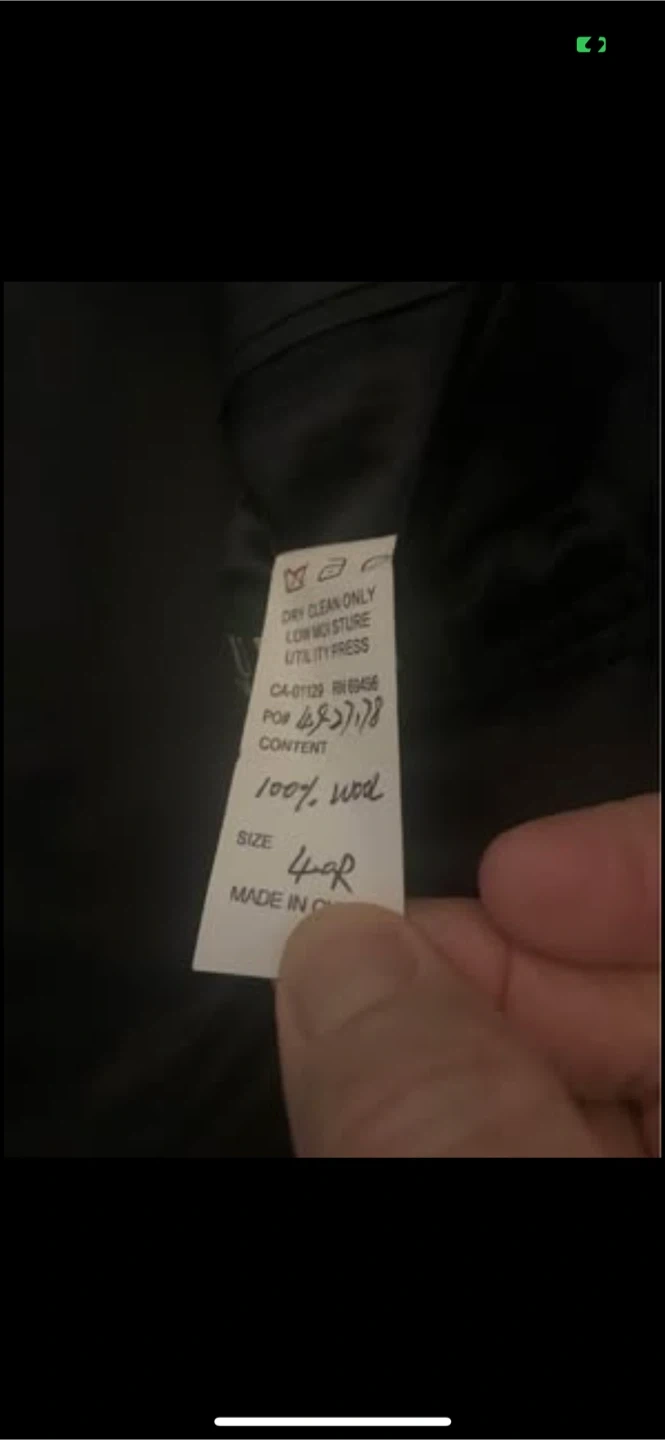 DRY CLEAN ONLY
LOW MOISTURE
UTILITY PRESS
CA-01129 RN 69456
PO#
CONTENT
100% WOOL
SIZE
40R
MADE IN